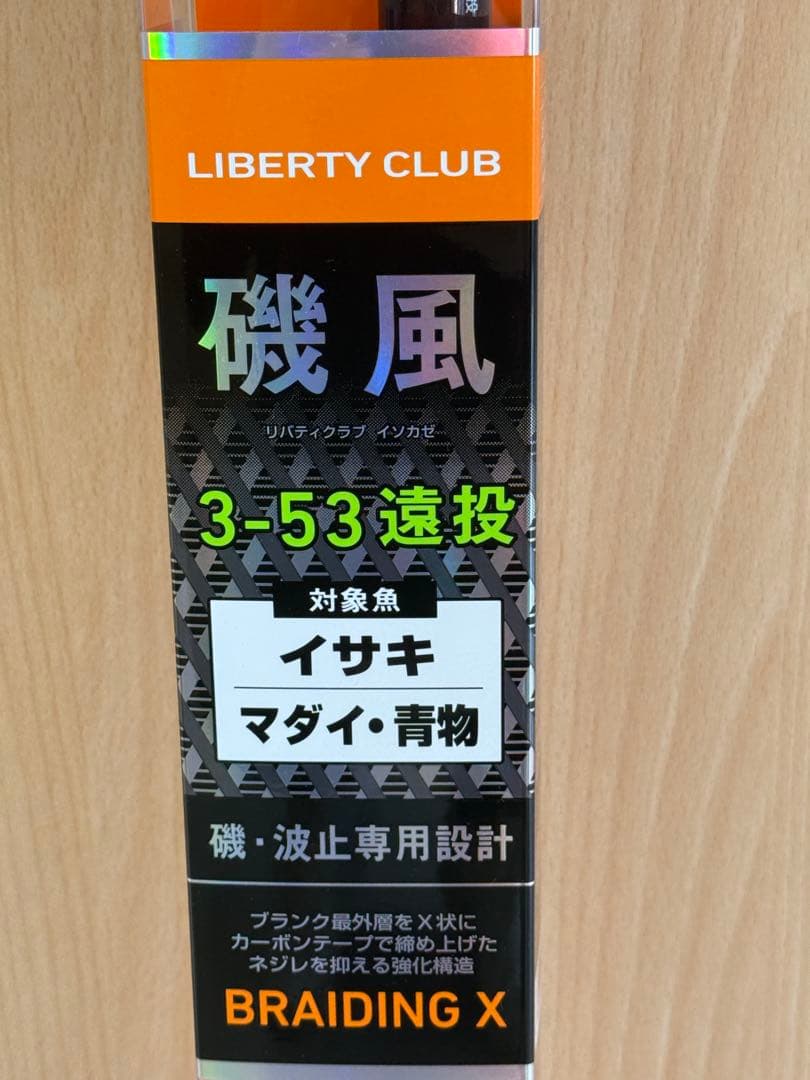 投
LIBERTY CLUB
磯風
リバティクラブ イソカゼ
3-53遠投
対象魚
イサキ
マダイ・青物
磯・波止専用設計
ブランク最外層をX状に
カーボンテープで締め上げた
ネジレを抑える強化構造
BRAIDING X